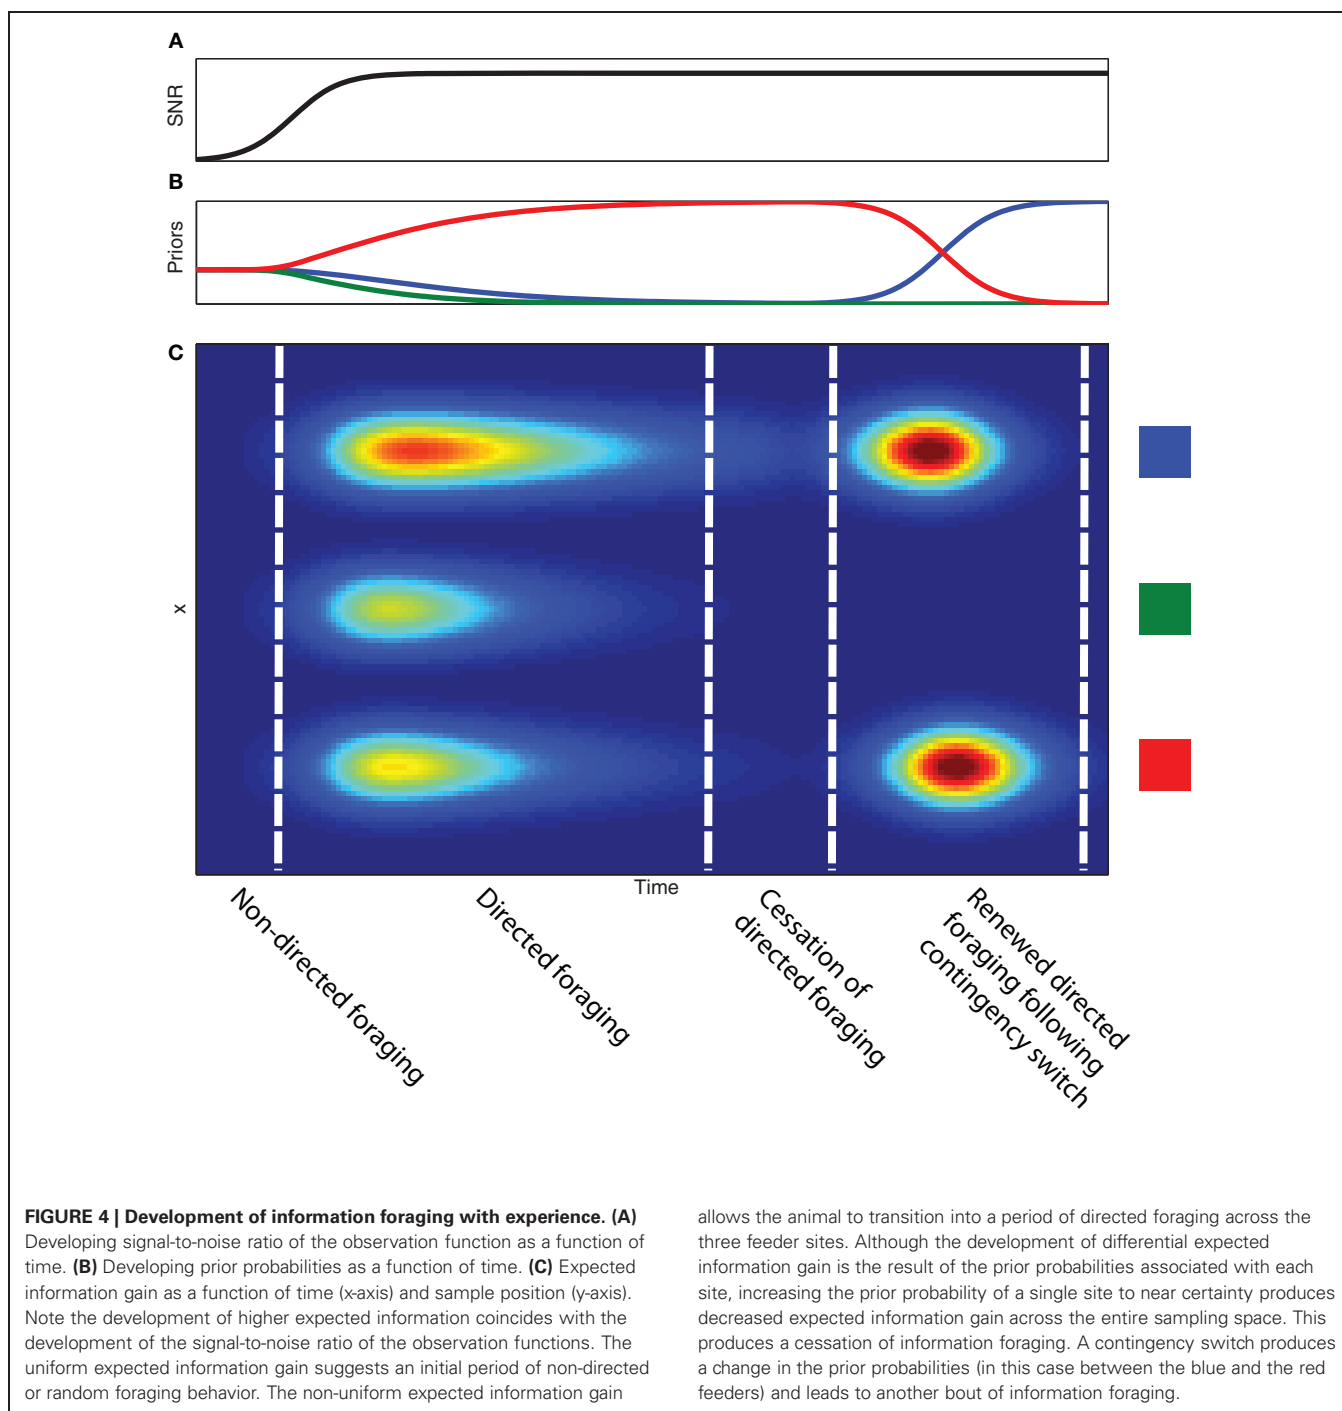 A
SNR
B
Priors
C
x
Time
Non-directed foraging
Directed foraging
Cessation of
directed foraging
Renewed directed
foraging following
contingency switch
FIGURE 4 | Development of information foraging with experience. (A)
Developing signal-to-noise ratio of the observation function as a function of
time. (B) Developing prior probabilities as a function of time. (C) Expected
information gain as a function of time (x-axis) and sample position (y-axis).
Note the development of higher expected information coincides with the
development of the signal-to-noise ratio of the observation functions. The
uniform expected information gain suggests an initial period of non-directed
or random foraging behavior. The non-uniform expected information gain
allows the animal to transition into a period of directed foraging across the
three feeder sites. Although the development of differential expected
information gain is the result of the prior probabilities associated with each
site, increasing the prior probability of a single site to near certainty produces
decreased expected information gain across the entire sampling space. This
produces a cessation of information foraging. A contingency switch produces
a change in the prior probabilities (in this case between the blue and the red
feeders) and leads to another bout of information foraging.